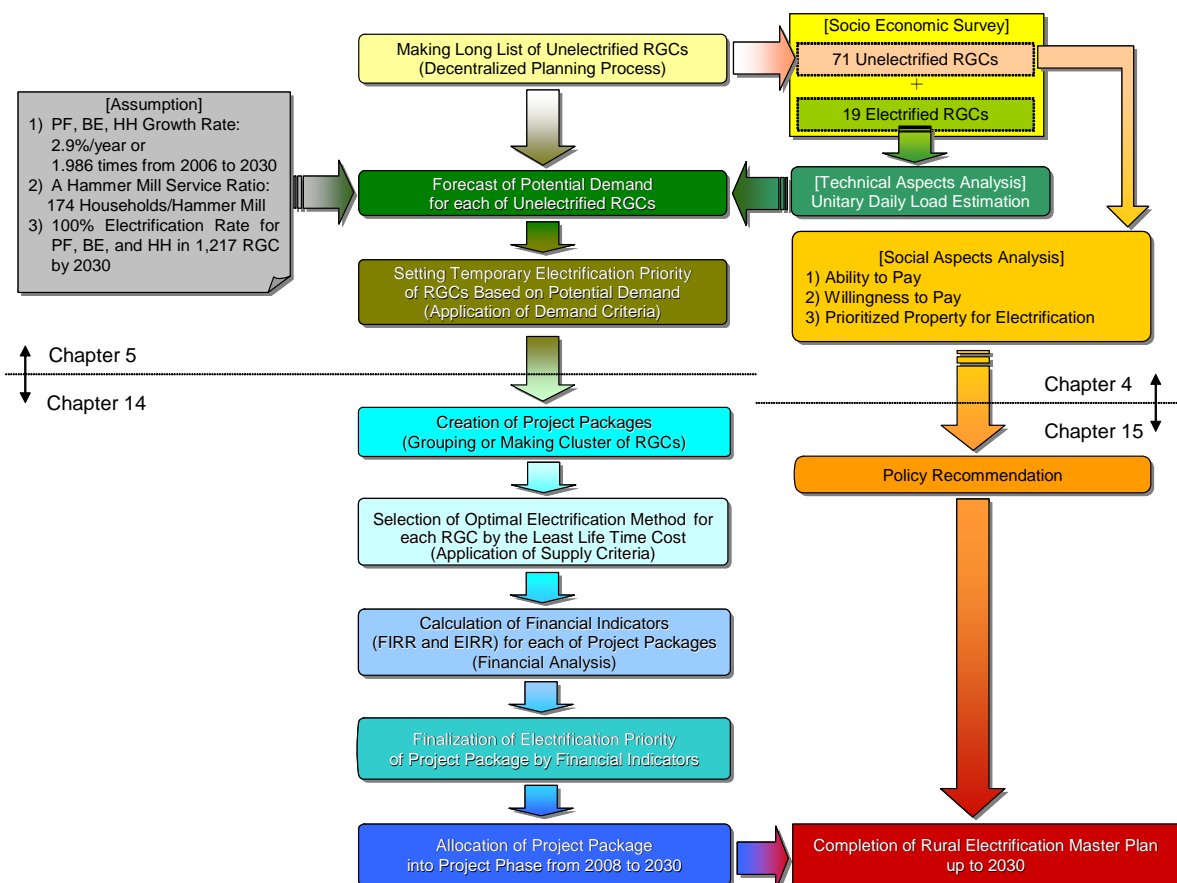 Making Long List of Unelectrified RGCs
(Decentralized Planning Process)
[Socio Economic Survey]
71 Unelectrified RGCs
+
19 Electrified RGCs
[Assumption]
1) PF, BE, HH Growth Rate:
2.9%/year or
1.986 times from 2006 to 2030
2) A Hammer Mill Service Ratio:
174 Households/Hammer Mill
3) 100% Electrification Rate for
PF, BE, and HH in 1,217 RGC
by 2030
Forecast of Potential Demand
for each of Unelectrified RGCs
[Technical Aspects Analysis]
Unitary Daily Load Estimation
Setting Temporary Electrification Priority
of RGCs Based on Potential Demand
(Application of Demand Criteria)
[Social Aspects Analysis]
1) Ability to Pay
2) Willingness to Pay
3) Prioritized Property for Electrification
Chapter 5
Chapter 14
Chapter 4
Chapter 15
Creation of Project Packages
(Grouping or Making Cluster of RGCs)
Policy Recommendation
Selection of Optimal Electrification Method for
each RGC by the Least Life Time Cost
(Application of Supply Criteria)
Calculation of Financial Indicators
(FIRR and EIRR) for each of Project Packages
(Financial Analysis)
Finalization of Electrification Priority
of Project Package by Financial Indicators
Allocation of Project Package
into Project Phase from 2008 to 2030
Completion of Rural Electrification Master Plan
up to 2030